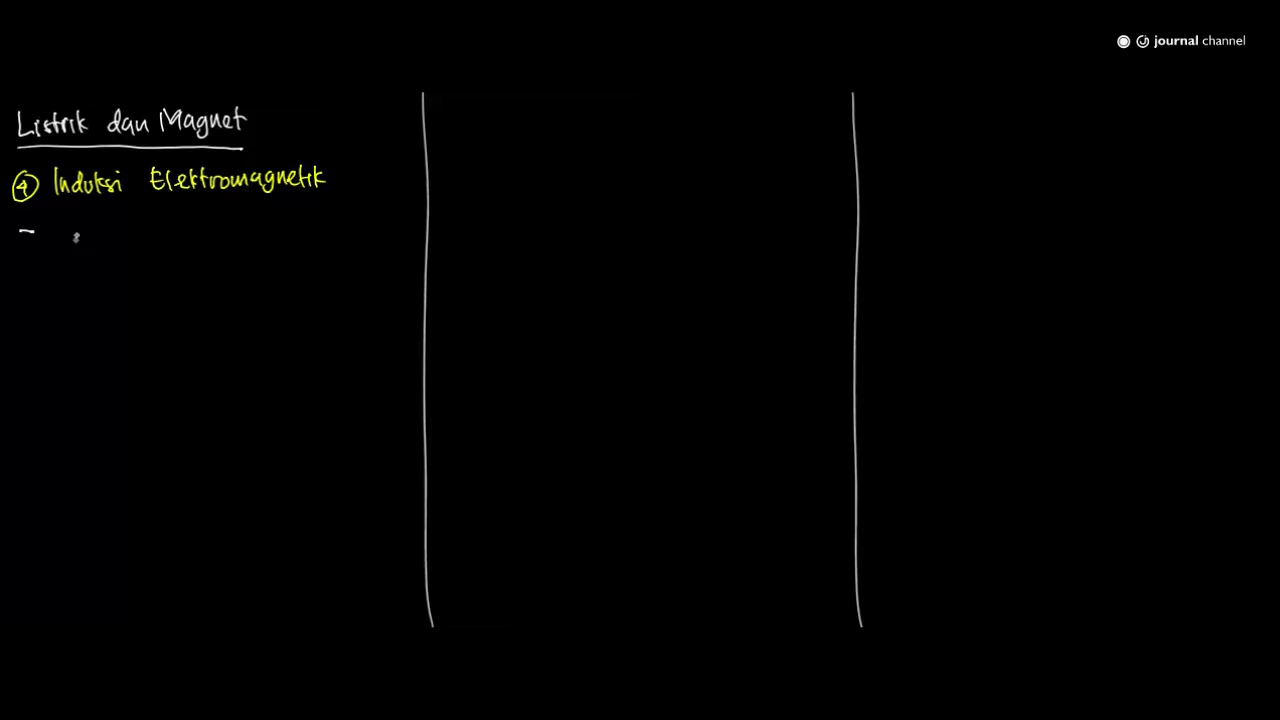 journal channel
Listrik dan Magnet
④ Induksi Elektromagnetik
-